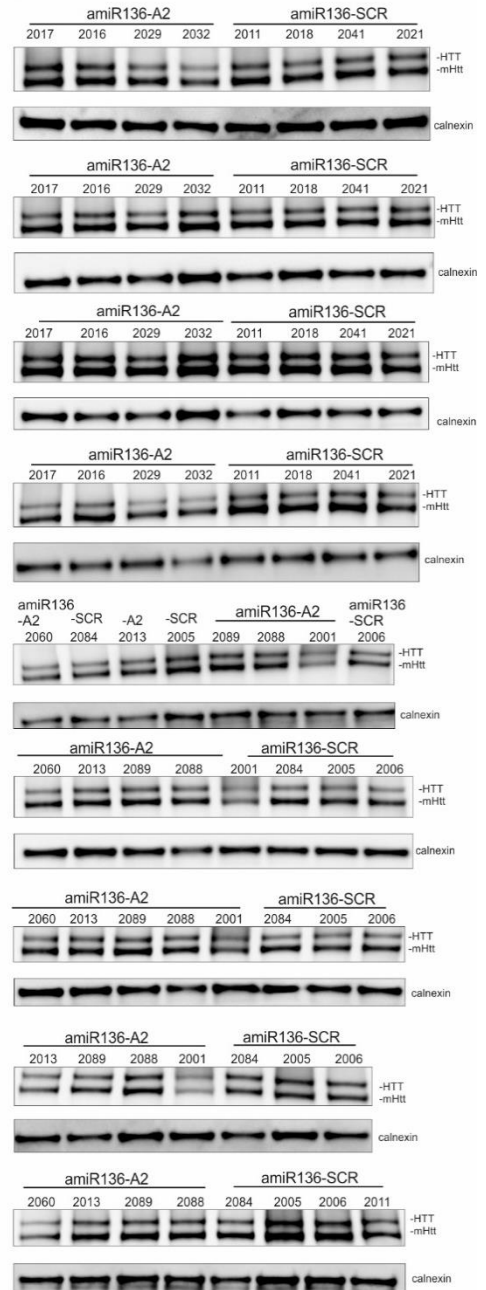 amiR136-A2 amiR136-SCR
2017 2016 2029 2032 2011 2018 2041 2021
-HTT
-mHtt
calnexin
amiR136-A2 amiR136-SCR
2017 2016 2029 2032 2011 2018 2041 2021
-HTT
-mHtt
calnexin
amiR136-A2 amiR136-SCR
2017 2016 2029 2032 2011 2018 2041 2021
-HTT
-mHtt
calnexin
amiR136-A2 amiR136-SCR
2017 2016 2029 2032 2011 2018 2041 2021
-HTT
-mHtt
calnexin
amiR136 amiR136
-A2 -SCR -A2 -SCR amiR136-A2 -SCR
2060 2084 2013 2005 2089 2088 2001 2006
-HTT
-mHtt
calnexin
amiR136-A2 amiR136-SCR
2060 2013 2089 2088 2001 2084 2005 2006
-HTT
-mHtt
calnexin
amiR136-A2 amiR136-SCR
2060 2013 2089 2088 2001 2084 2005 2006
-HTT
-mHtt
calnexin
amiR136-A2 amiR136-SCR
2013 2089 2088 2001 2084 2005 2006
-HTT
-mHtt
calnexin
amiR136-A2 amiR136-SCR
2060 2013 2089 2088 2084 2005 2006 2011
-HTT
-mHtt
calnexin